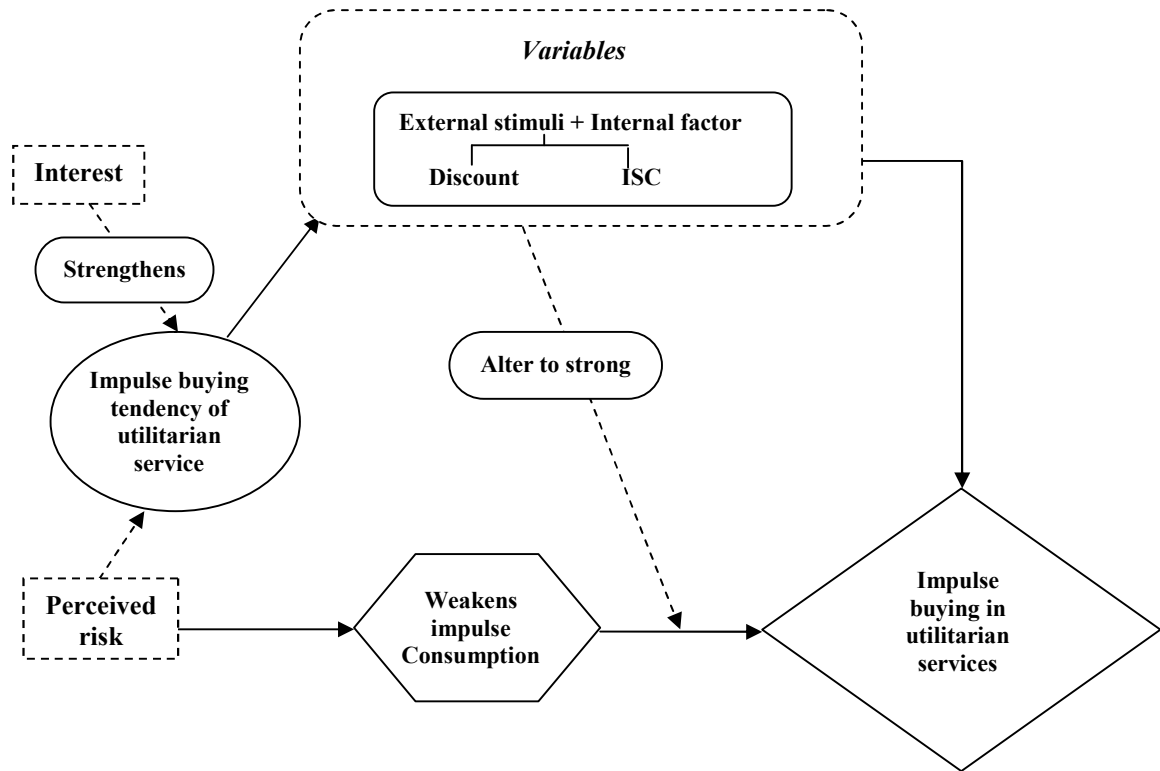 Variables
External stimuli + Internal factor
Discount ISC
Interest
Strengthens
Impulse buying
tendency of
utilitarian
service
Alter to strong
Perceived
risk
Weakens
impulse
Consumption
Impulse
buying in
utilitarian
services